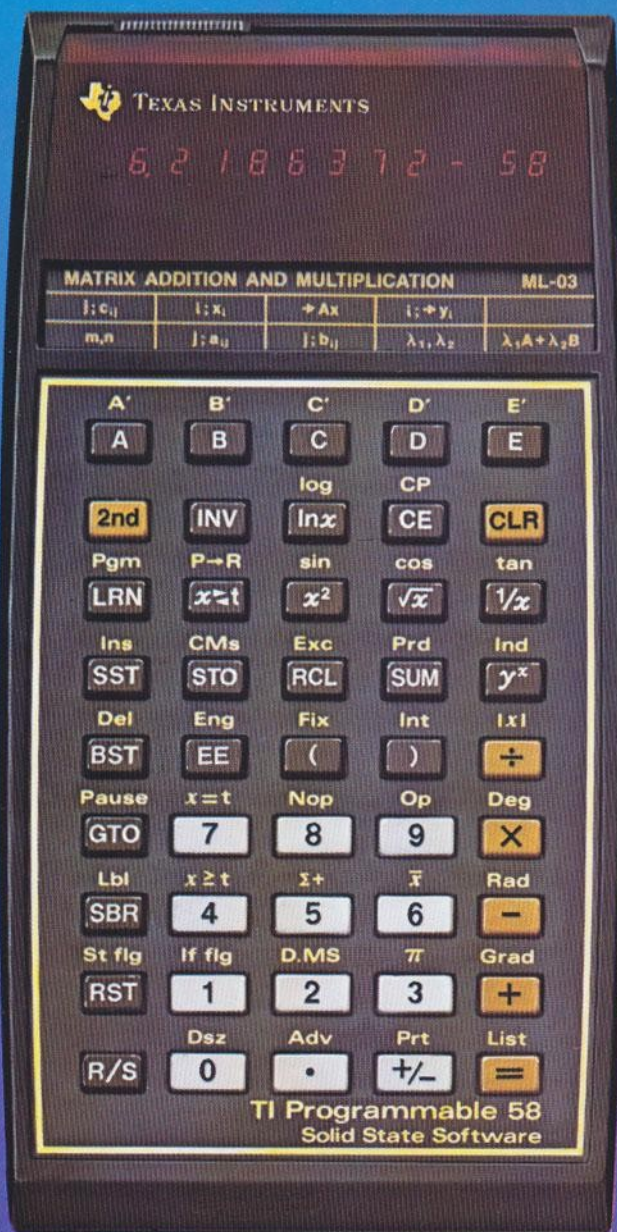 TEXAS INSTRUMENTS
6.2186372- 58
MATRIX ADDITION AND MULTIPLICATION ML-03
j; cᵢⱼ i; xᵢ →Ax i; →yᵢ
m,n j; aᵢⱼ j; bᵢⱼ λ₁,λ₂ λ₁A+λ₂B
A′ B′ C′ D′ E′
A B C D E
log CP
2nd INV lnx CE CLR
Pgm P→R sin cos tan
LRN x⇄t x² √x 1/x
Ins CMs Exc Prd Ind
SST STO RCL SUM yˣ
Del Eng Fix Int |x|
BST EE ( ) ÷
Pause x=t Nop Op Deg
GTO 7 8 9 ×
Lbl x≥t Σ+ x̄ Rad
SBR 4 5 6 −
St flg If flg D.MS π Grad
RST 1 2 3 +
Dsz Adv Prt List
R/S 0 . +/− =
TI Programmable 58
Solid State Software